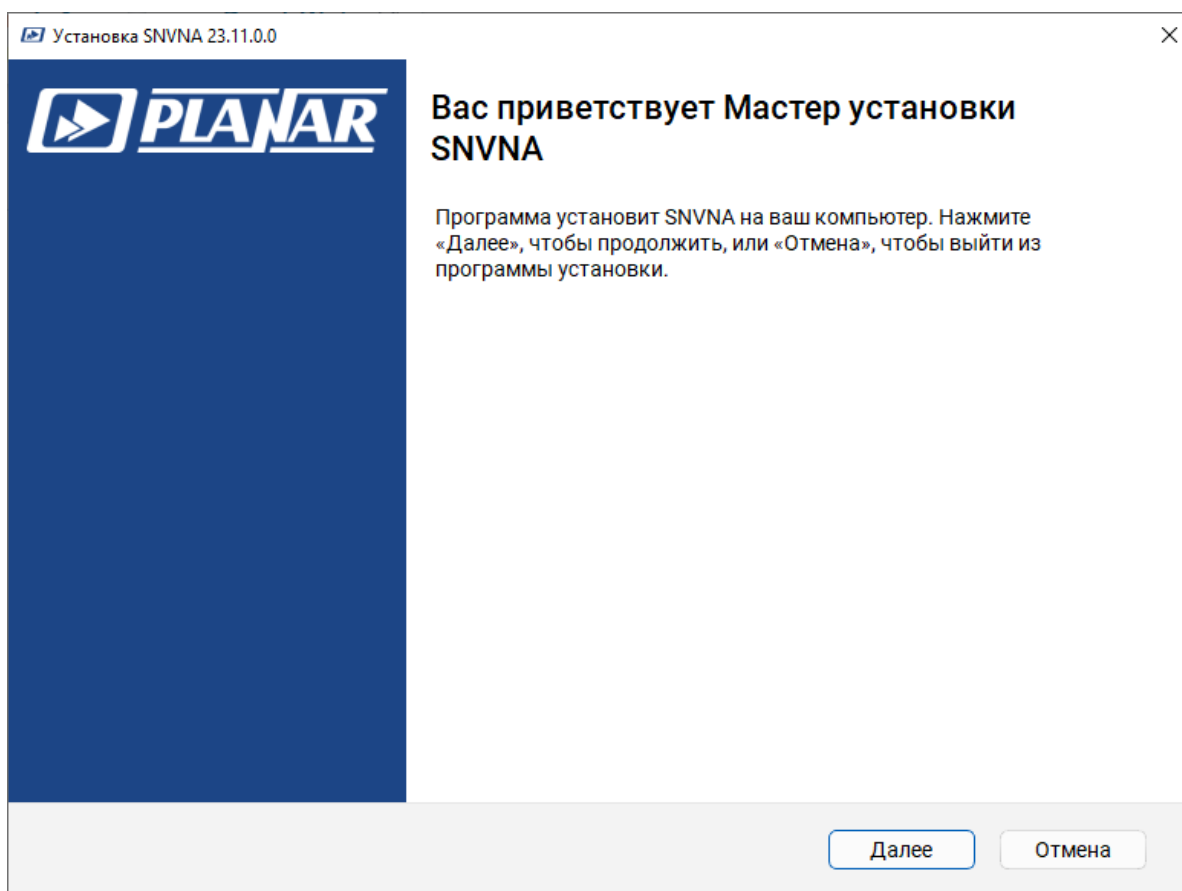 Установка SNVNA 23.11.0.0
PLANAR
Вас приветствует Мастер установки
SNVNA
Программа установит SNVNA на ваш компьютер. Нажмите
«Далее», чтобы продолжить, или «Отмена», чтобы выйти из
программы установки.
Далее
Отмена